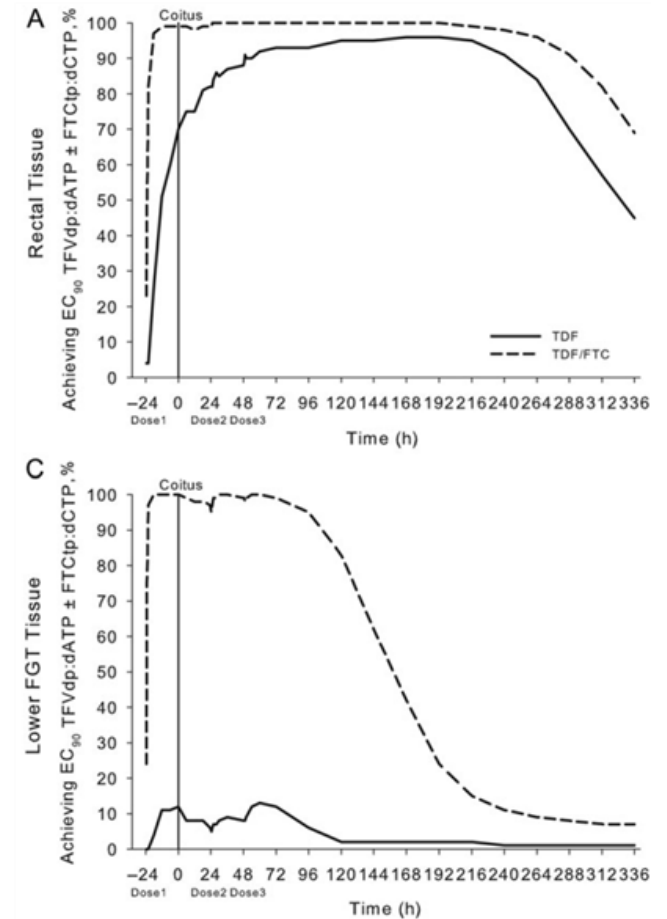 A
Coitus
Rectal Tissue
Achieving EC90 TFVdp:dATP ± FTCtp:dCTP, %
100
90
80
70
60
50
40
30
20
10
0
TDF
TDF/FTC
−24 0 24 48 72 96 120 144 168 192 216 240 264 288 312 336
Dose1 Dose2 Dose3
Time (h)
C
Coitus
Lower FGT Tissue
Achieving EC90 TFVdp:dATP ± FTCtp:dCTP, %
100
90
80
70
60
50
40
30
20
10
0
−24 0 24 48 72 96 120 144 168 192 216 240 264 288 312 336
Dose1 Dose2 Dose3
Time (h)